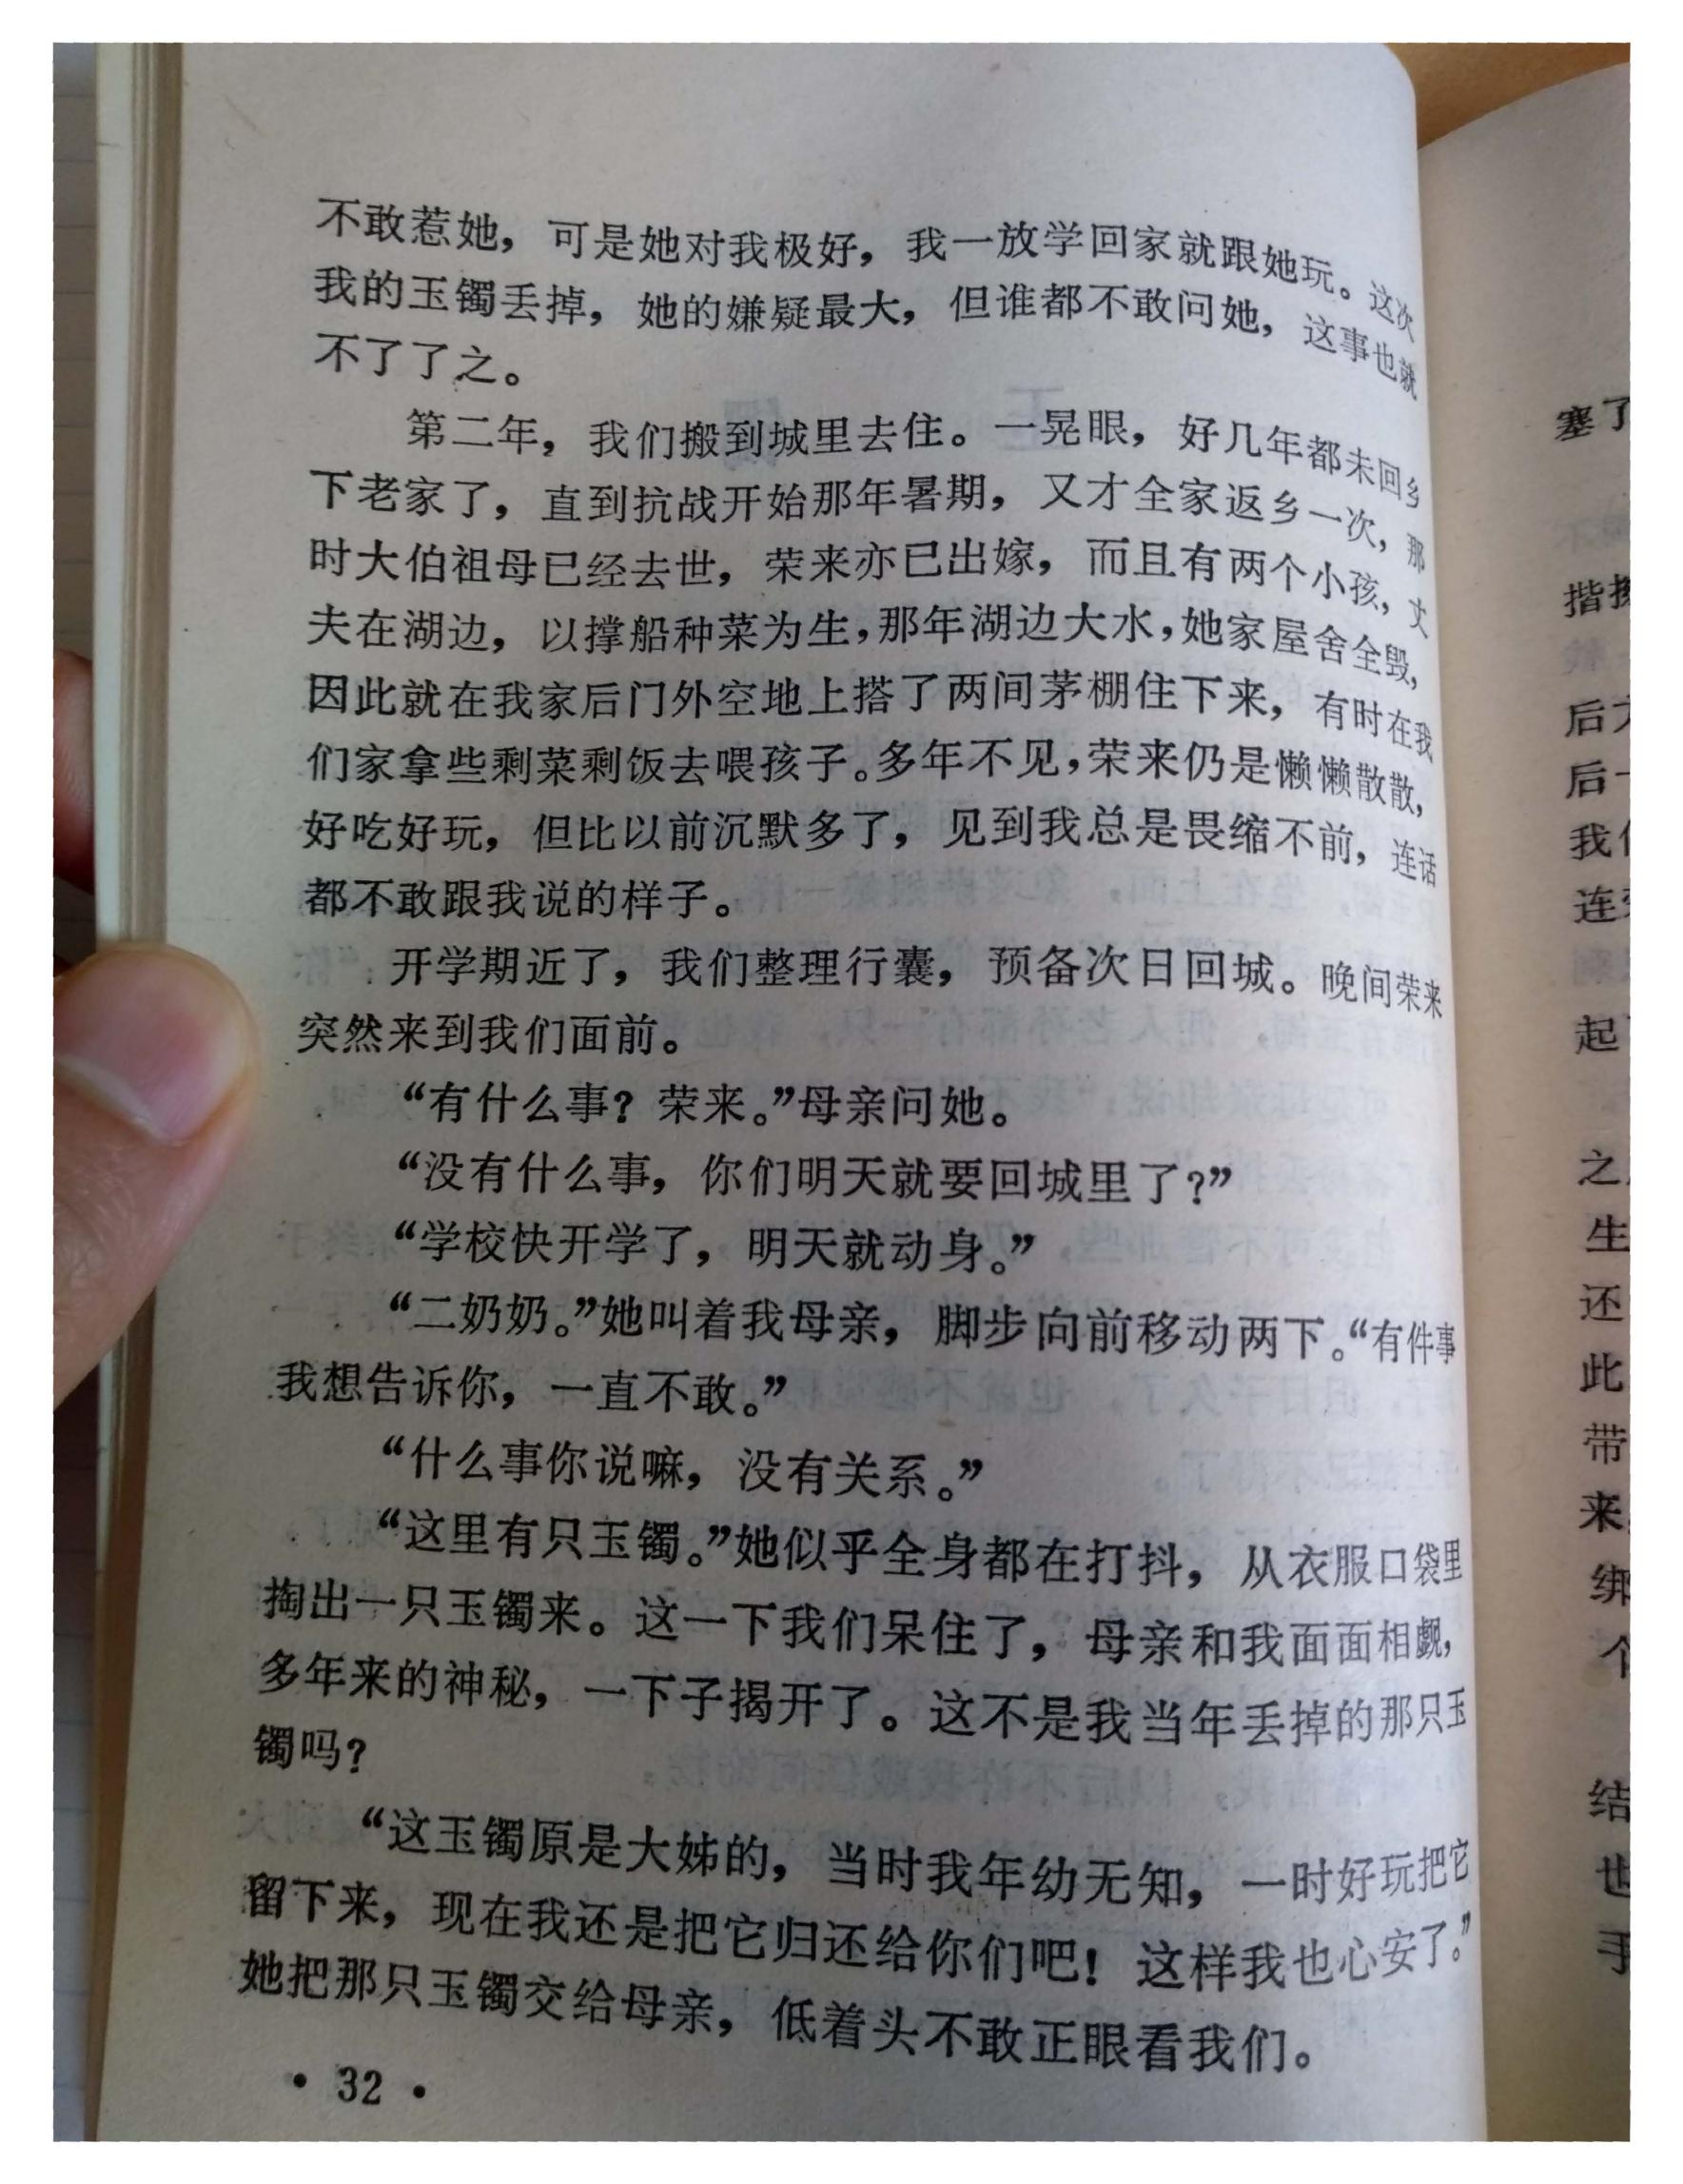 不敢惹她，可是她对我极好，我一放学回家就跟她玩。这次
我的玉镯丢掉，她的嫌疑最大，但谁都不敢问她，这事也就
不了了之。
第二年，我们搬到城里去住。一晃眼，好几年都未回乡
下老家了，直到抗战开始那年暑期，又才全家返乡一次，那
时大伯祖母已经去世，荣来亦已出嫁，而且有两个小孩，丈
夫在湖边，以撑船种菜为生，那年湖边大水，她家屋舍全毁，
因此就在我家后门外空地上搭了两间茅棚住下来，有时在我
们家拿些剩菜剩饭去喂孩子。多年不见，荣来仍是懒懒散散，
好吃好玩，但比以前沉默多了，见到我总是畏缩不前，连话
都不敢跟我说的样子。
开学期近了，我们整理行囊，预备次日回城。晚间荣来
突然来到我们面前。
“有什么事？荣来。”母亲问她。
“没有什么事，你们明天就要回城里了？”
“学校快开学了，明天就动身。”
“二奶奶。”她叫着我母亲，脚步向前移动两下。“有件事
我想告诉你，一直不敢。”
“什么事你说嘛，没有关系。”
“这里有只玉镯。”她似乎全身都在打抖，从衣服口袋里
掏出一只玉镯来。这一下我们呆住了，母亲和我面面相觑，
多年来的神秘，一下子揭开了。这不是我当年丢掉的那只玉
镯吗？
“这玉镯原是大姊的，当时我年幼无知，一时好玩把它
留下来，现在我还是把它归还给你们吧！这样我也心安了。”
她把那只玉镯交给母亲，低着头不敢正眼看我们。
• 32 •
塞了
揩
后
后
我
连
起
之
生
还
此
带
来
绑
个
结
也
手